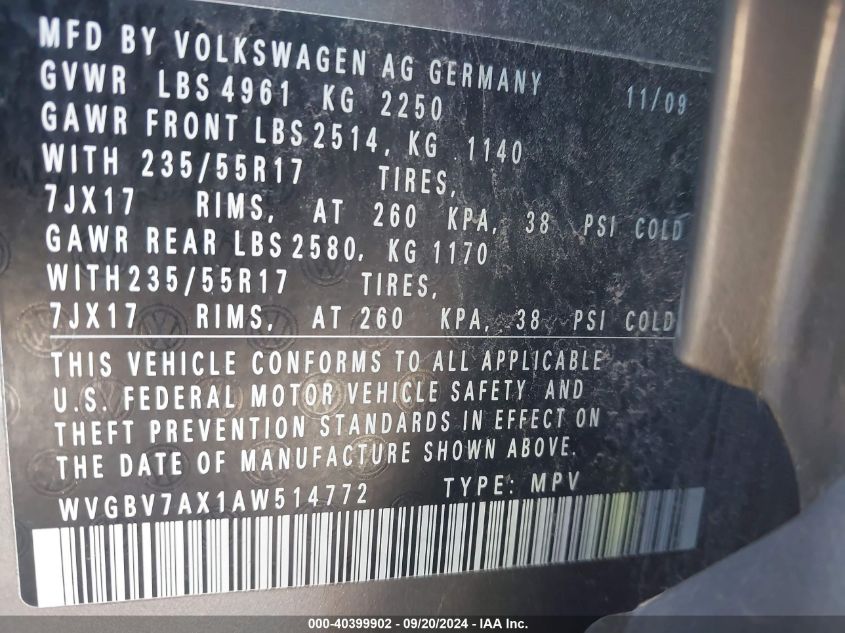 MFD BY VOLKSWAGEN AG GERMANY 11/09
GVWR LBS 4961 KG 2250
GAWR FRONT LBS 2514, KG 1140
WITH 235/55R17 TIRES,
7JX17 RIMS, AT 260 KPA, 38 PSI COLD
GAWR REAR LBS 2580, KG 1170
WITH 235/55R17 TIRES,
7JX17 RIMS, AT 260 KPA, 38 PSI COLD
THIS VEHICLE CONFORMS TO ALL APPLICABLE
U.S. FEDERAL MOTOR VEHICLE SAFETY AND
THEFT PREVENTION STANDARDS IN EFFECT ON
THE DATE OF MANUFACTURE SHOWN ABOVE.
WVGBV7AX1AW514772 TYPE: MPV
000-40399902 - 09/20/2024 - IAA Inc.